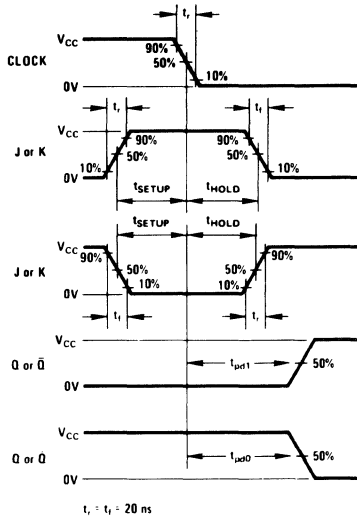 tr
VCC
90%
CLOCK
50%
10%
0V
tr
tf
VCC
90%
90%
J or K
50%
50%
10%
10%
0V
tSETUP
tHOLD
tSETUP
tHOLD
VCC
90%
90%
J or K
50%
50%
10%
10%
0V
tf
tr
VCC
Q or Q̄
tpd1
50%
0V
VCC
Q or Q
tpd0
50%
0V
tr = tf = 20 ns